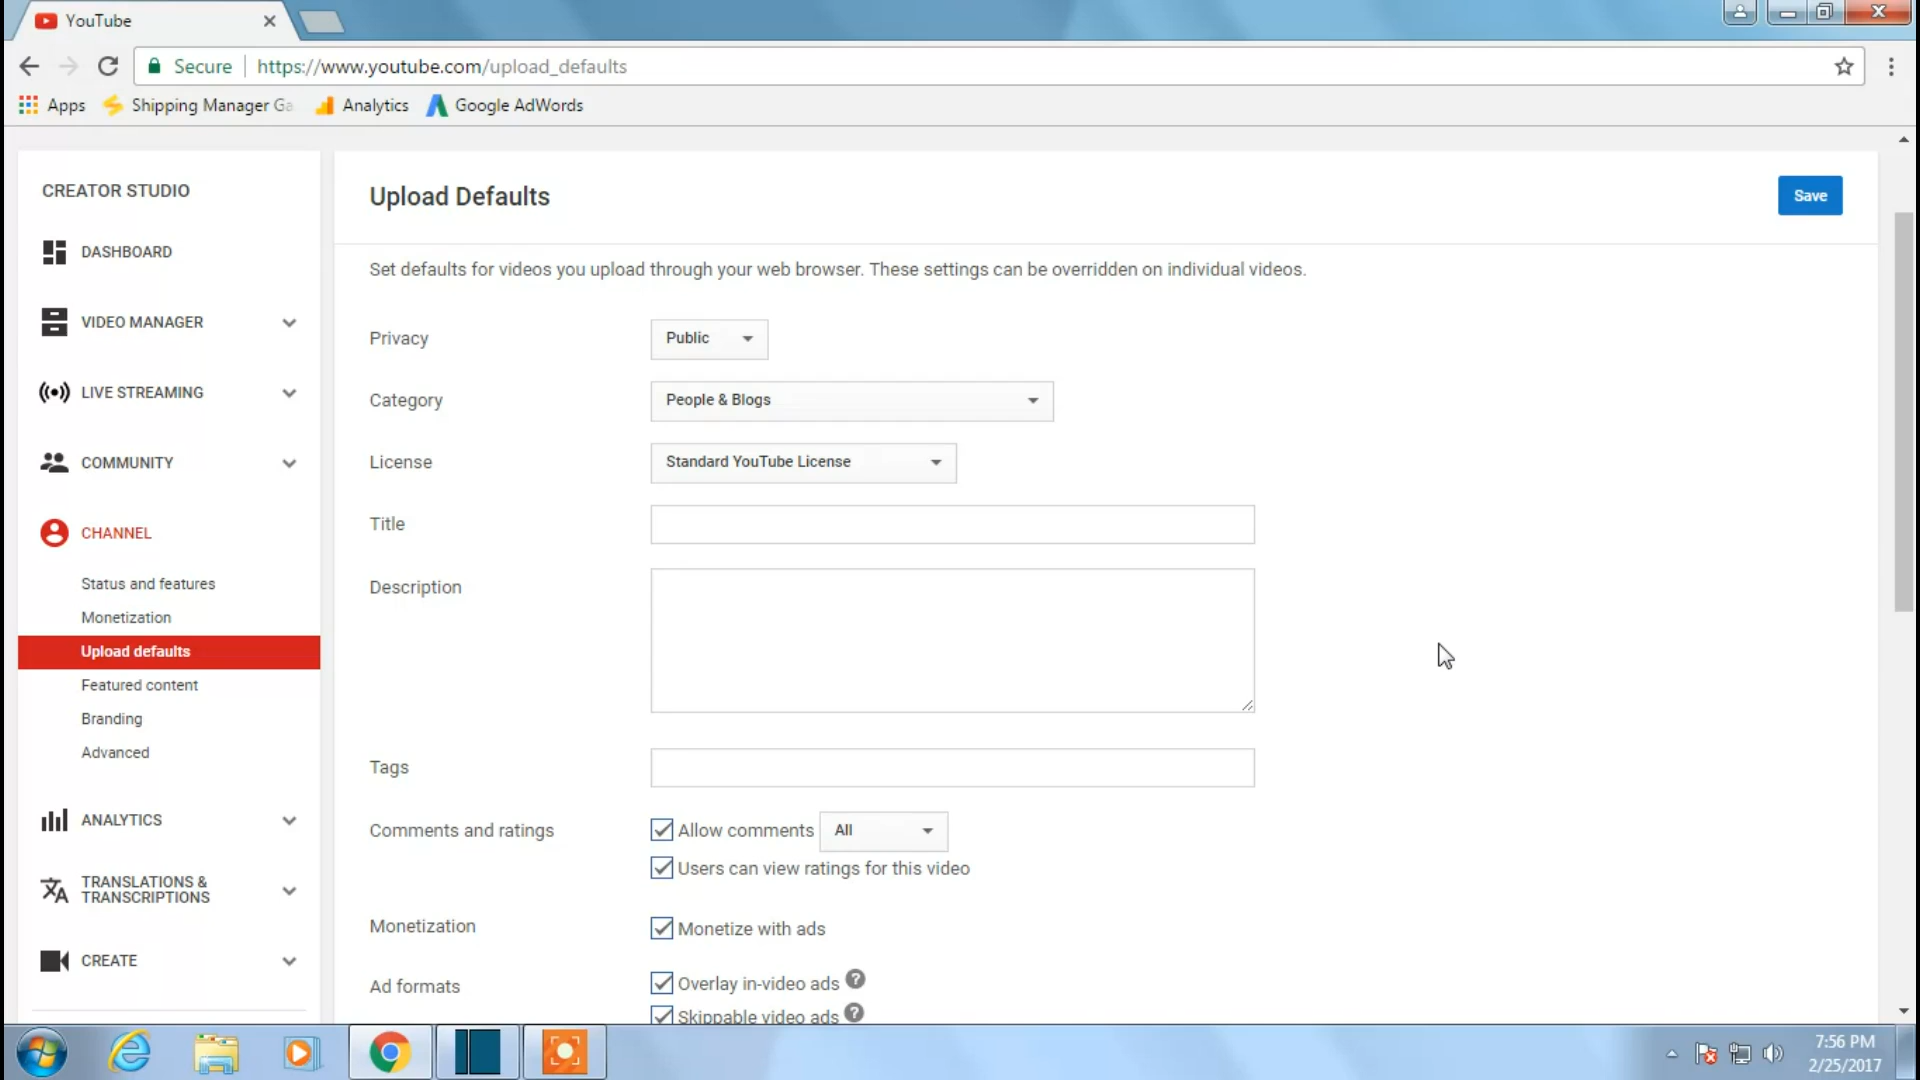 YouTube
Secure https://www.youtube.com/upload_defaults
Apps Shipping Manager Ga Analytics Google AdWords
CREATOR STUDIO
DASHBOARD
VIDEO MANAGER
LIVE STREAMING
COMMUNITY
CHANNEL
Status and features
Monetization
Upload defaults
Featured content
Branding
Advanced
ANALYTICS
TRANSLATIONS &
TRANSCRIPTIONS
CREATE
Upload Defaults
Save
Set defaults for videos you upload through your web browser. These settings can be overridden on individual videos.
Privacy Public
Category People & Blogs
License Standard YouTube License
Title
Description
Tags
Comments and ratings Allow comments All
Users can view ratings for this video
Monetization Monetize with ads
Ad formats Overlay in-video ads ?
Skippable video ads ?
7:56 PM
2/25/2017